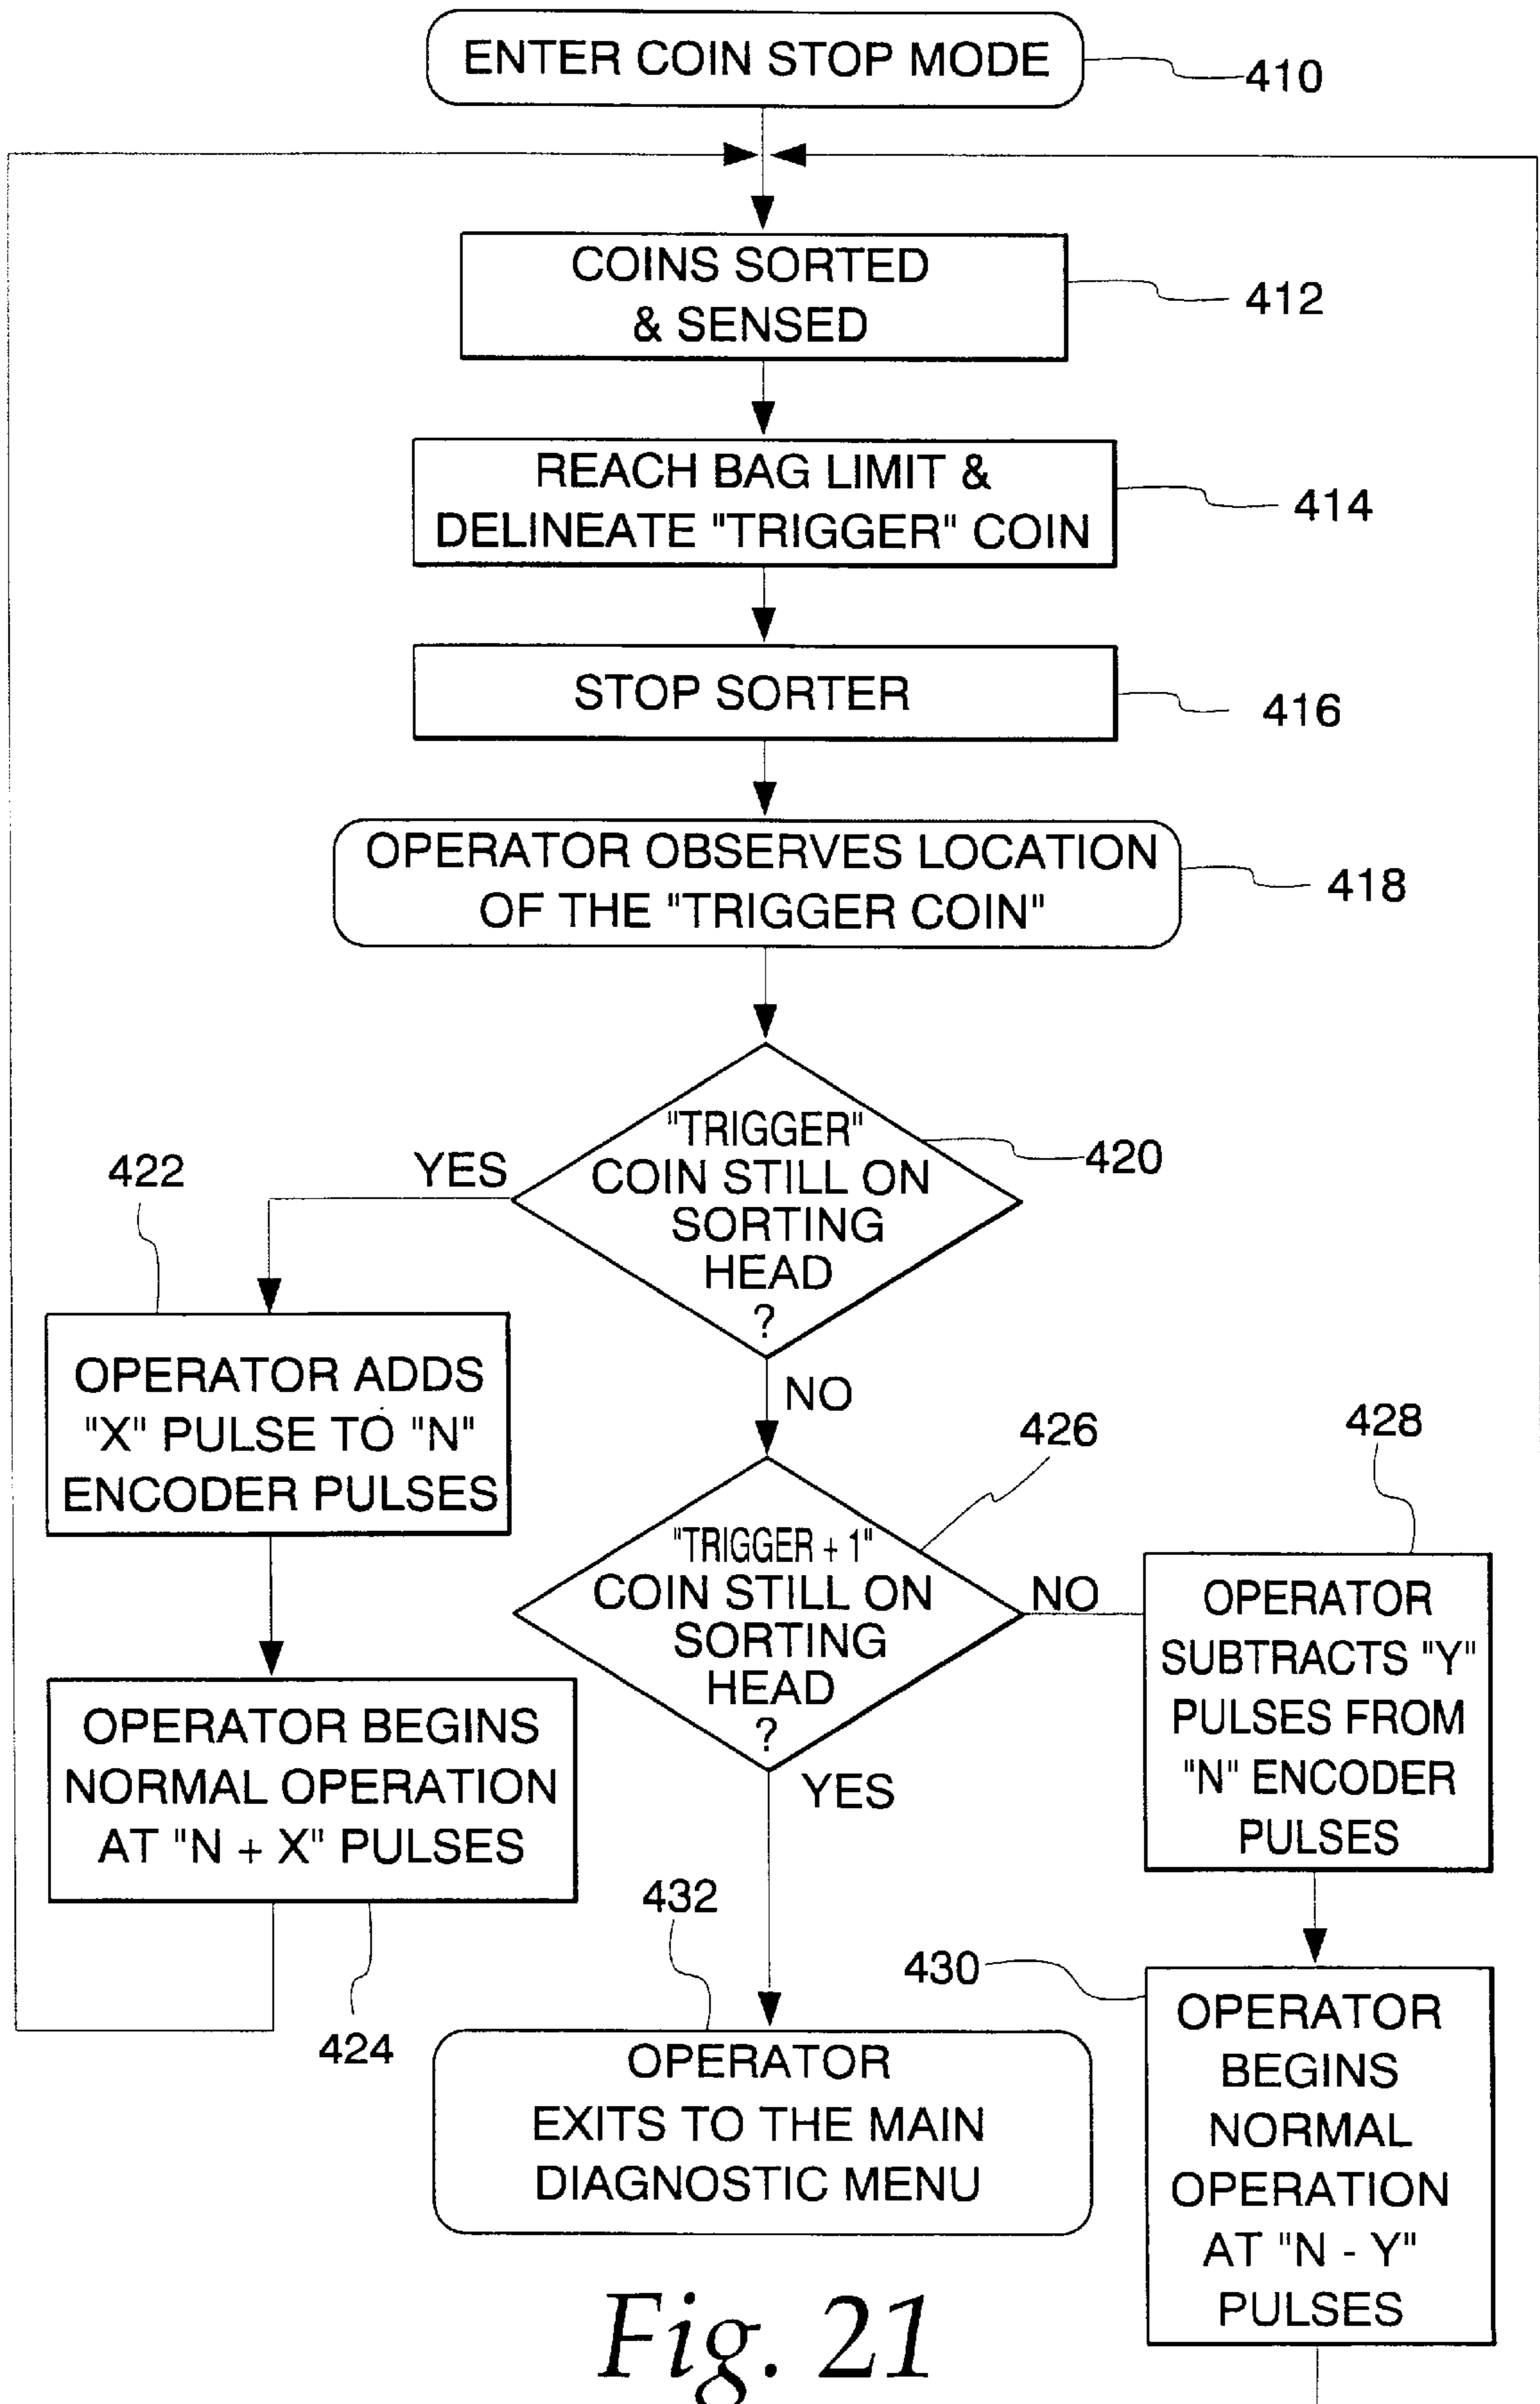 ENTER COIN STOP MODE
410
COINS SORTED
& SENSED
412
REACH BAG LIMIT &
DELINEATE "TRIGGER" COIN
414
STOP SORTER
416
OPERATOR OBSERVES LOCATION
OF THE "TRIGGER COIN"
418
"TRIGGER"
COIN STILL ON
SORTING
HEAD
?
420
YES
422
NO
OPERATOR ADDS
"X" PULSE TO "N"
ENCODER PULSES
426
428
"TRIGGER + 1"
COIN STILL ON
SORTING
HEAD
?
NO
YES
OPERATOR
SUBTRACTS "Y"
PULSES FROM
"N" ENCODER
PULSES
OPERATOR BEGINS
NORMAL OPERATION
AT "N + X" PULSES
424
432
430
OPERATOR
EXITS TO THE MAIN
DIAGNOSTIC MENU
OPERATOR
BEGINS
NORMAL
OPERATION
AT "N - Y"
PULSES
Fig. 21